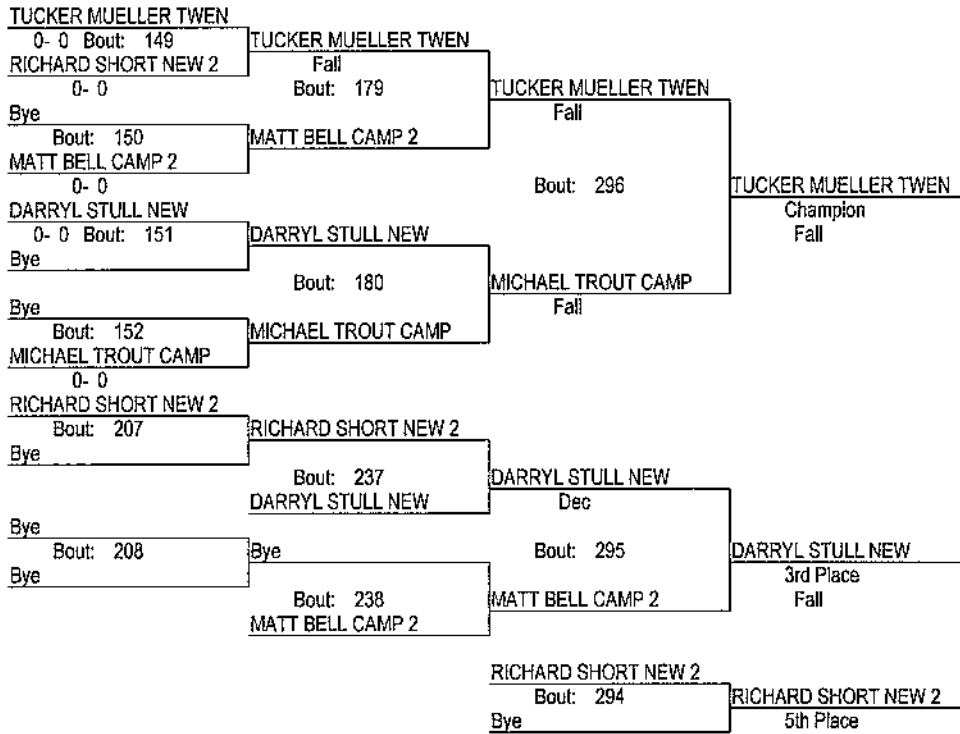 TUCKER MUELLER TWEN
0- 0 Bout: 149
RICHARD SHORT NEW 2
0- 0
Bye
Bout: 150
MATT BELL CAMP 2
0- 0
DARRYL STULL NEW
0- 0 Bout: 151
Bye
Bye
Bout: 152
MICHAEL TROUT CAMP
0- 0
TUCKER MUELLER TWEN
Fall
Bout: 179
MATT BELL CAMP 2
DARRYL STULL NEW
Bout: 180
MICHAEL TROUT CAMP
TUCKER MUELLER TWEN
Fall
Bout: 296
MICHAEL TROUT CAMP
Fall
TUCKER MUELLER TWEN
Champion
Fall
RICHARD SHORT NEW 2
Bout: 207
Bye
Bye
Bout: 208
Bye
RICHARD SHORT NEW 2
Bout: 237
DARRYL STULL NEW
Bye
Bout: 238
MATT BELL CAMP 2
DARRYL STULL NEW
Dec
Bout: 295
MATT BELL CAMP 2
DARRYL STULL NEW
3rd Place
Fall
RICHARD SHORT NEW 2
Bout: 294
Bye
RICHARD SHORT NEW 2
5th Place